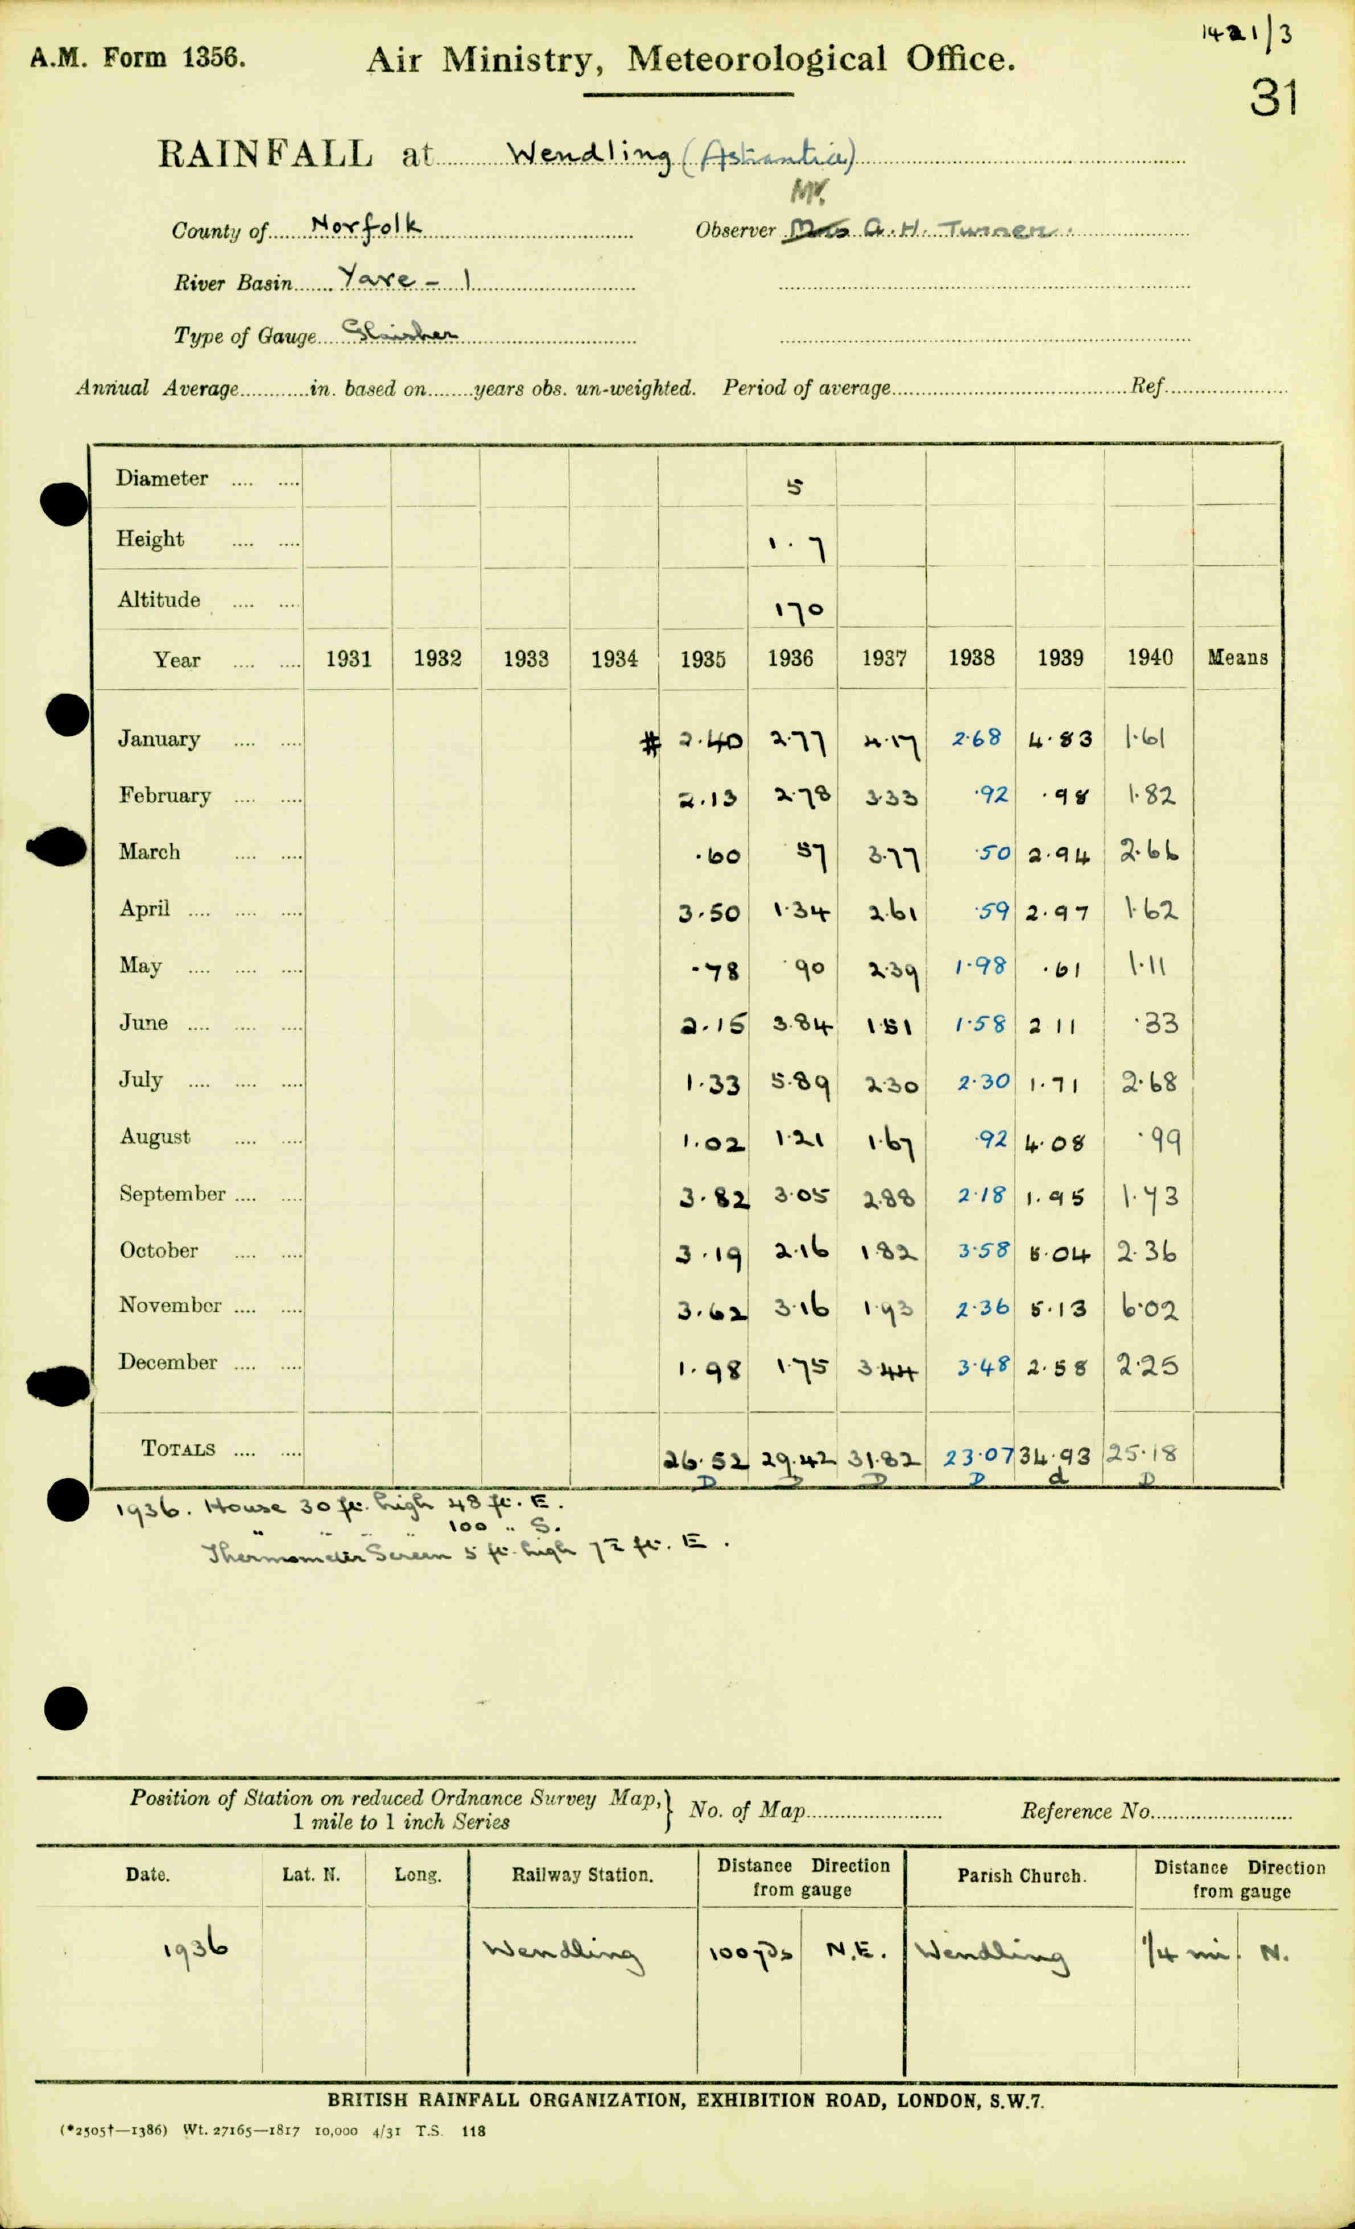 1421/3
A.M. Form 1356.
Air Ministry, Meteorological Office.
31
RAINFALL at Wendling (Astrantia)
Mr.
County of Norfolk Observer Mrs A. H. Turner.
River Basin Yare - 1
Type of Gauge Glaisher
Annual Average in. based on years obs. un-weighted. Period of average Ref.
Diameter 5
Height 1.7
Altitude 170
Year 1931 1932 1933 1934 1935 1936 1937 1938 1939 1940 Means
January # 2.40 2.77 4.17 2.68 4.83 1.61
February 2.13 2.78 3.33 .92 .98 1.82
March .60 57 3.77 .50 2.94 2.66
April 3.50 1.34 2.61 .59 2.97 1.62
May .78 .90 2.39 1.98 .61 1.11
June 2.15 3.84 1.51 1.58 2 11 .33
July 1.33 5.89 2.30 2.30 1.71 2.68
August 1.02 1.21 1.67 .92 4.08 .99
September 3.82 3.05 2.88 2.18 1.95 1.73
October 3.19 2.16 1.82 3.58 5.04 2.36
November 3.62 3.16 1.93 2.36 5.13 6.02
December 1.98 1.75 3.44 3.48 2.58 2.25
TOTALS 26.52 29.42 31.82 23.07 34.93 25.18
D D D D d D
1936. House 30 ft. high 48 ft. E.
" " " " 100 " S.
Thermometer Screen 5 ft. high 7½ ft. E.
Position of Station on reduced Ordnance Survey Map, 1 mile to 1 inch Series } No. of Map Reference No.
Date. Lat. N. Long. Railway Station. Distance Direction from gauge Parish Church. Distance Direction from gauge
1936 Wendling 100 yds N.E. Wendling 1/4 mi. N.
BRITISH RAINFALL ORGANIZATION, EXHIBITION ROAD, LONDON, S.W.7.
(*2505†—1386) Wt. 27165—1817 10,000 4/31 T.S. 118